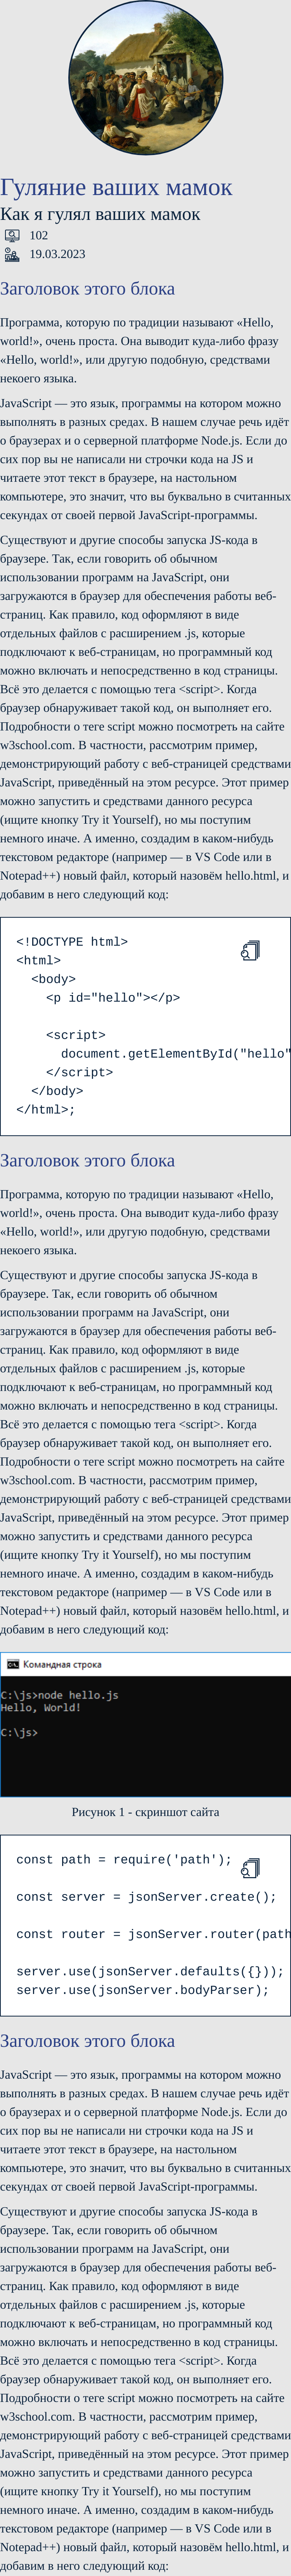 Гуляние ваших мамок
Как я гулял ваших мамок
102
19.03.2023
Заголовок этого блока
Программа, которую по традиции называют «Hello,
world!», очень проста. Она выводит куда-либо фразу
«Hello, world!», или другую подобную, средствами
некоего языка.
JavaScript — это язык, программы на котором можно
выполнять в разных средах. В нашем случае речь идёт
о браузерах и о серверной платформе Node.js. Если до
сих пор вы не написали ни строчки кода на JS и
читаете этот текст в браузере, на настольном
компьютере, это значит, что вы буквально в считанных
секундах от своей первой JavaScript-программы.
Существуют и другие способы запуска JS-кода в
браузере. Так, если говорить об обычном
использовании программ на JavaScript, они
загружаются в браузер для обеспечения работы веб-
страниц. Как правило, код оформляют в виде
отдельных файлов с расширением .js, которые
подключают к веб-страницам, но программный код
можно включать и непосредственно в код страницы.
Всё это делается с помощью тега <script>. Когда
браузер обнаруживает такой код, он выполняет его.
Подробности о теге script можно посмотреть на сайте
w3school.com. В частности, рассмотрим пример,
демонстрирующий работу с веб-страницей средствами
JavaScript, приведённый на этом ресурсе. Этот пример
можно запустить и средствами данного ресурса
(ищите кнопку Try it Yourself), но мы поступим
немного иначе. А именно, создадим в каком-нибудь
текстовом редакторе (например — в VS Code или в
Notepad++) новый файл, который назовём hello.html, и
добавим в него следующий код:
<!DOCTYPE html>
<html>
<body>
<p id="hello"></p>
<script>
document.getElementById("hello"
</script>
</body>
</html>;
Заголовок этого блока
Программа, которую по традиции называют «Hello,
world!», очень проста. Она выводит куда-либо фразу
«Hello, world!», или другую подобную, средствами
некоего языка.
Существуют и другие способы запуска JS-кода в
браузере. Так, если говорить об обычном
использовании программ на JavaScript, они
загружаются в браузер для обеспечения работы веб-
страниц. Как правило, код оформляют в виде
отдельных файлов с расширением .js, которые
подключают к веб-страницам, но программный код
можно включать и непосредственно в код страницы.
Всё это делается с помощью тега <script>. Когда
браузер обнаруживает такой код, он выполняет его.
Подробности о теге script можно посмотреть на сайте
w3school.com. В частности, рассмотрим пример,
демонстрирующий работу с веб-страницей средствами
JavaScript, приведённый на этом ресурсе. Этот пример
можно запустить и средствами данного ресурса
(ищите кнопку Try it Yourself), но мы поступим
немного иначе. А именно, создадим в каком-нибудь
текстовом редакторе (например — в VS Code или в
Notepad++) новый файл, который назовём hello.html, и
добавим в него следующий код:
Командная строка
C:\js>node hello.js
Hello, World!
C:\js>
Рисунок 1 - скриншот сайта
const path = require('path');
const server = jsonServer.create();
const router = jsonServer.router(path
server.use(jsonServer.defaults({}));
server.use(jsonServer.bodyParser);
Заголовок этого блока
JavaScript — это язык, программы на котором можно
выполнять в разных средах. В нашем случае речь идёт
о браузерах и о серверной платформе Node.js. Если до
сих пор вы не написали ни строчки кода на JS и
читаете этот текст в браузере, на настольном
компьютере, это значит, что вы буквально в считанных
секундах от своей первой JavaScript-программы.
Существуют и другие способы запуска JS-кода в
браузере. Так, если говорить об обычном
использовании программ на JavaScript, они
загружаются в браузер для обеспечения работы веб-
страниц. Как правило, код оформляют в виде
отдельных файлов с расширением .js, которые
подключают к веб-страницам, но программный код
можно включать и непосредственно в код страницы.
Всё это делается с помощью тега <script>. Когда
браузер обнаруживает такой код, он выполняет его.
Подробности о теге script можно посмотреть на сайте
w3school.com. В частности, рассмотрим пример,
демонстрирующий работу с веб-страницей средствами
JavaScript, приведённый на этом ресурсе. Этот пример
можно запустить и средствами данного ресурса
(ищите кнопку Try it Yourself), но мы поступим
немного иначе. А именно, создадим в каком-нибудь
текстовом редакторе (например — в VS Code или в
Notepad++) новый файл, который назовём hello.html, и
добавим в него следующий код: